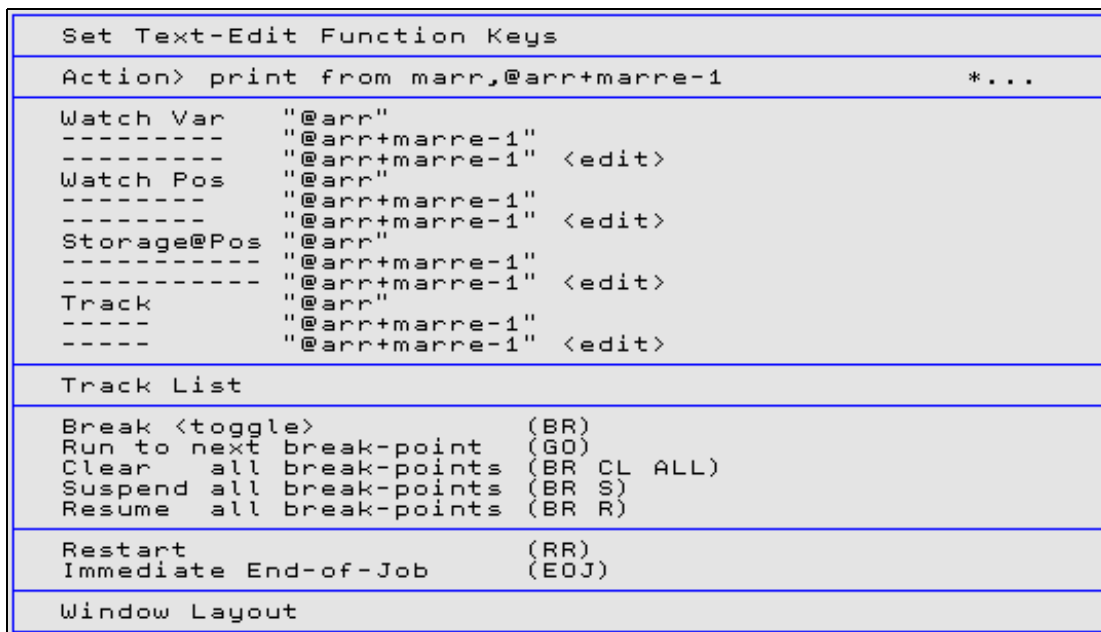 Set Text-Edit Function Keys
Action> print from marr,@arr+marre-1 *...
Watch Var "@arr"
--------- "@arr+marre-1"
--------- "@arr+marre-1" <edit>
Watch Pos "@arr"
-------- "@arr+marre-1"
-------- "@arr+marre-1" <edit>
Storage@Pos "@arr"
----------- "@arr+marre-1"
----------- "@arr+marre-1" <edit>
Track "@arr"
----- "@arr+marre-1"
----- "@arr+marre-1" <edit>
Track List
Break <toggle> (BR)
Run to next break-point (GO)
Clear all break-points (BR CL ALL)
Suspend all break-points (BR S)
Resume all break-points (BR R)
Restart (RR)
Immediate End-of-Job (EOJ)
Window Layout